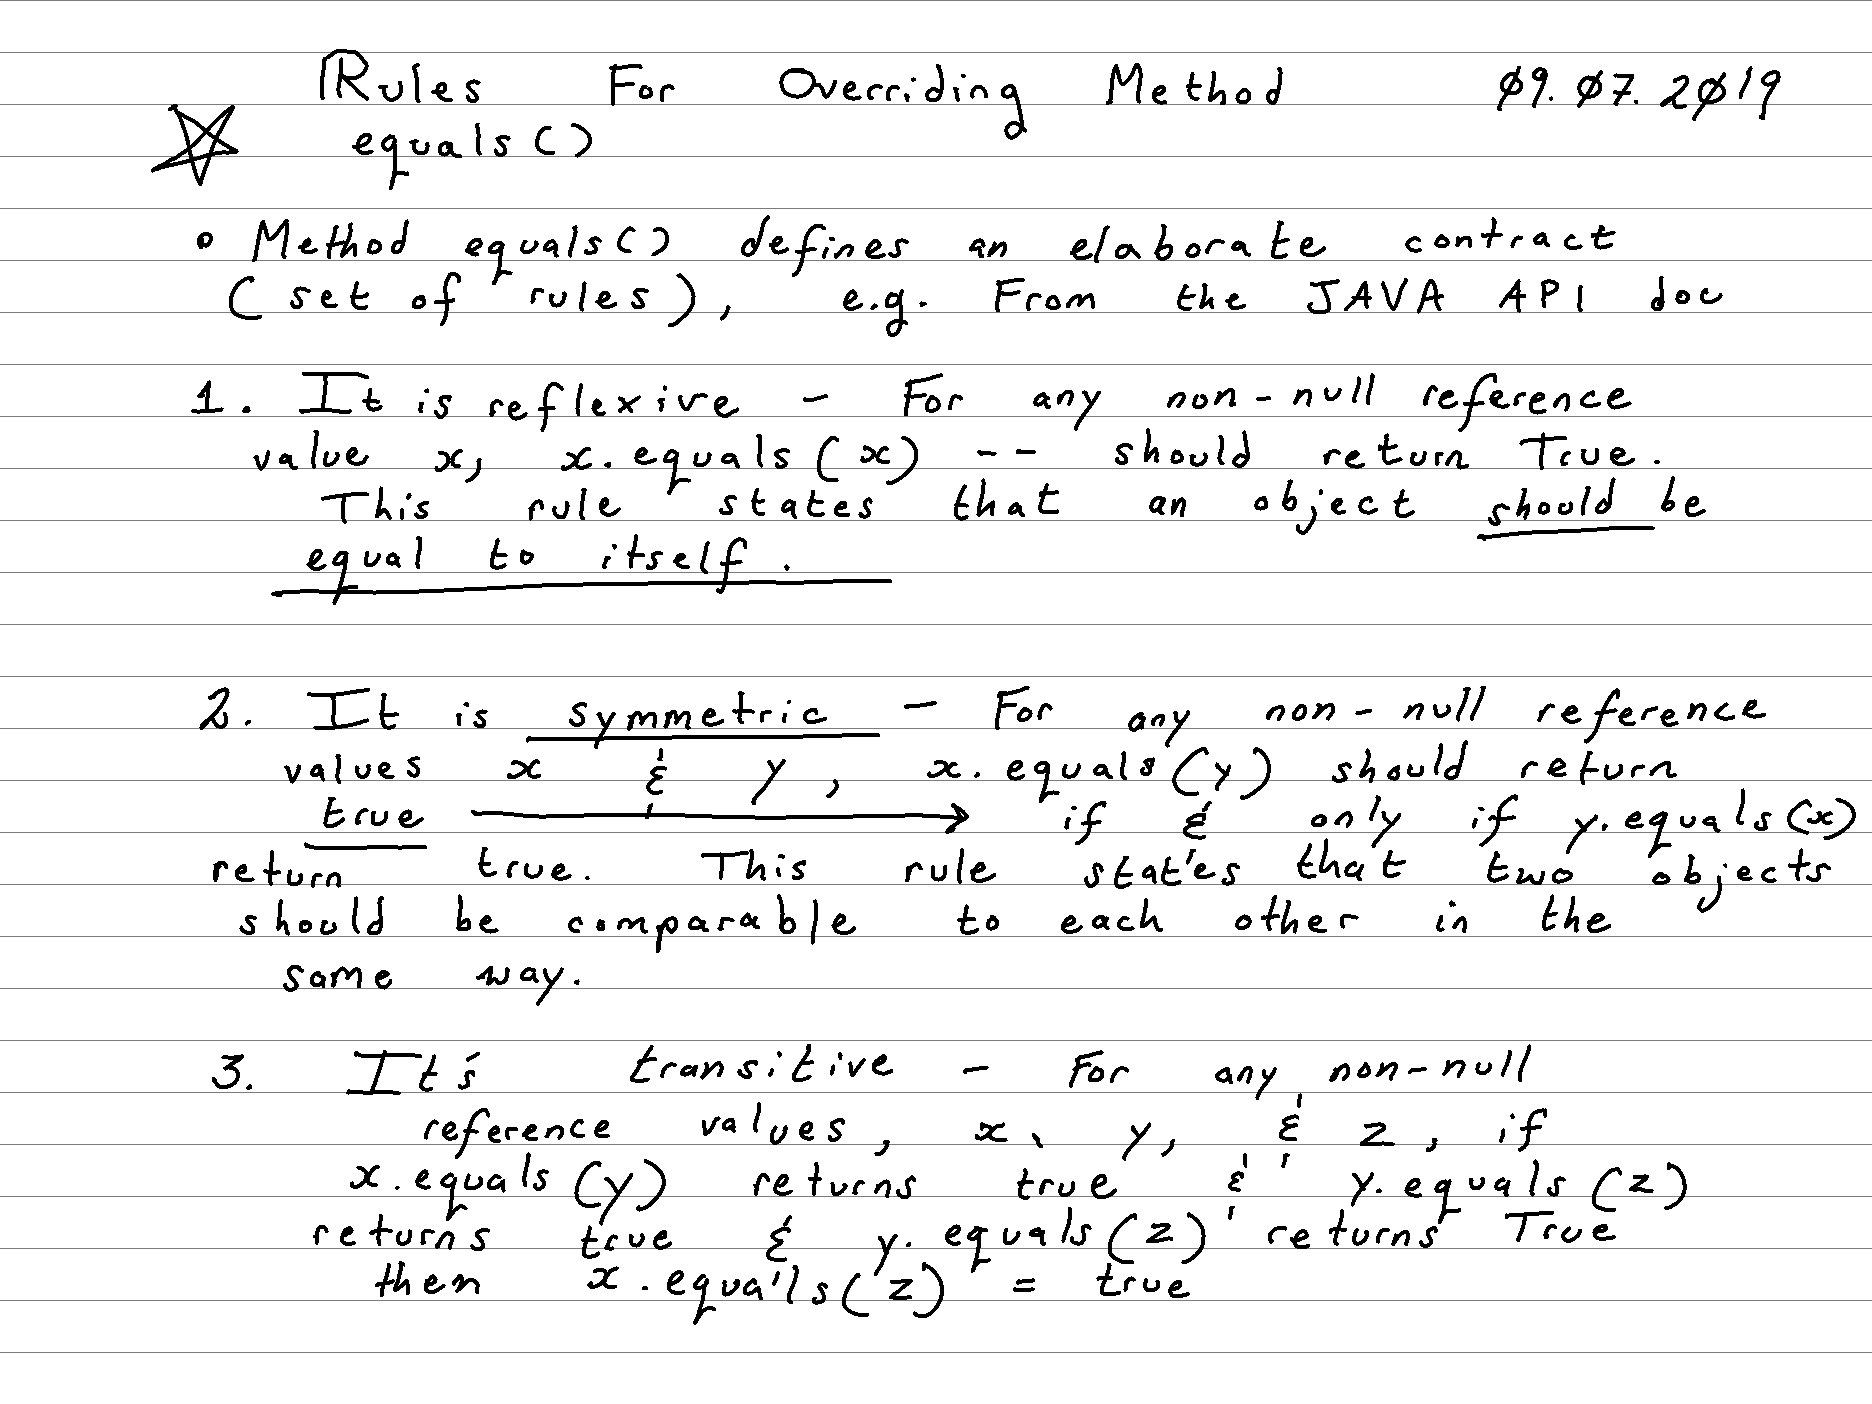 Rules For Overriding Method 09.07.2019
equals()
• Method equals() defines an elaborate contract
(set of rules), e.g. From the JAVA API doc
1. It is reflexive - For any non-null reference
value x, x.equals(x) -- should return True.
This rule states that an object should be
equal to itself.
2. It is symmetric - For any non-null reference
values x & y, x.equals(y) should return
true → if & only if y.equals(x)
return true. This rule states that two objects
should be comparable to each other in the
same way.
3. It's transitive - For any non-null
reference values, x, y, & z, if
x.equals(y) returns true & y.equals(z)
returns true & y.equals(z) returns True
then x.equals(z) = true